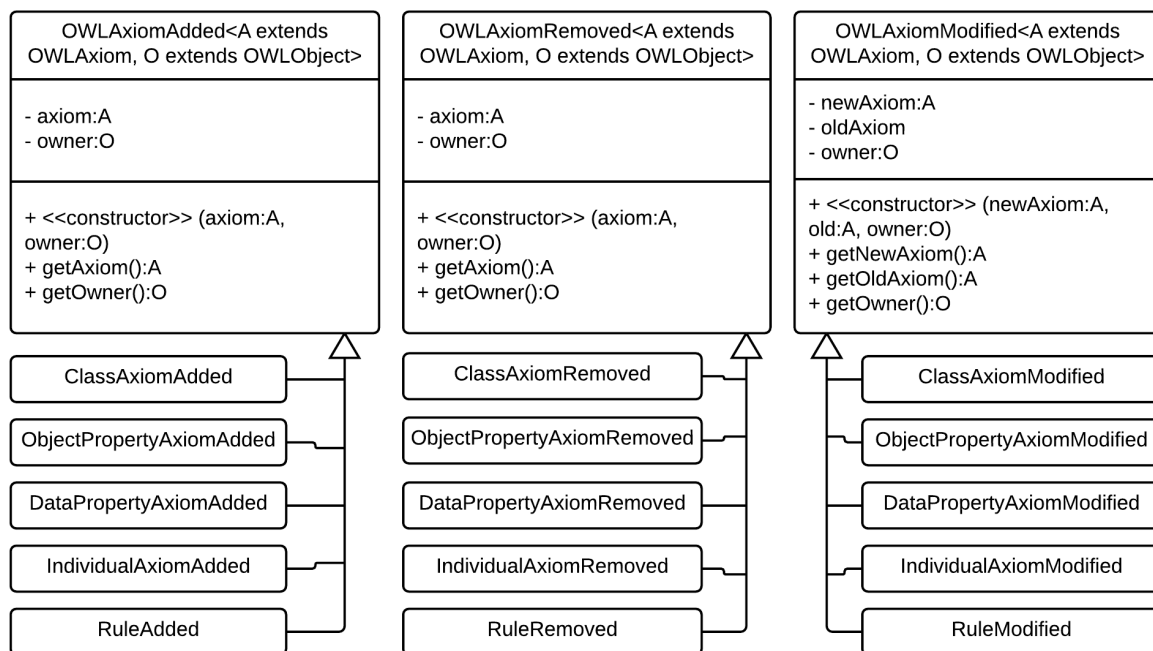 OWLAxiomAdded<A extends
OWLAxiom, O extends OWLObject>
- axiom:A
- owner:O
+ <<constructor>> (axiom:A,
owner:O)
+ getAxiom():A
+ getOwner():O
ClassAxiomAdded
ObjectPropertyAxiomAdded
DataPropertyAxiomAdded
IndividualAxiomAdded
RuleAdded
OWLAxiomRemoved<A extends
OWLAxiom, O extends OWLObject>
- axiom:A
- owner:O
+ <<constructor>> (axiom:A,
owner:O)
+ getAxiom():A
+ getOwner():O
ClassAxiomRemoved
ObjectPropertyAxiomRemoved
DataPropertyAxiomRemoved
IndividualAxiomRemoved
RuleRemoved
OWLAxiomModified<A extends
OWLAxiom, O extends OWLObject>
- newAxiom:A
- oldAxiom
- owner:O
+ <<constructor>> (newAxiom:A,
old:A, owner:O)
+ getNewAxiom():A
+ getOldAxiom():A
+ getOwner():O
ClassAxiomModified
ObjectPropertyAxiomModified
DataPropertyAxiomModified
IndividualAxiomModified
RuleModified